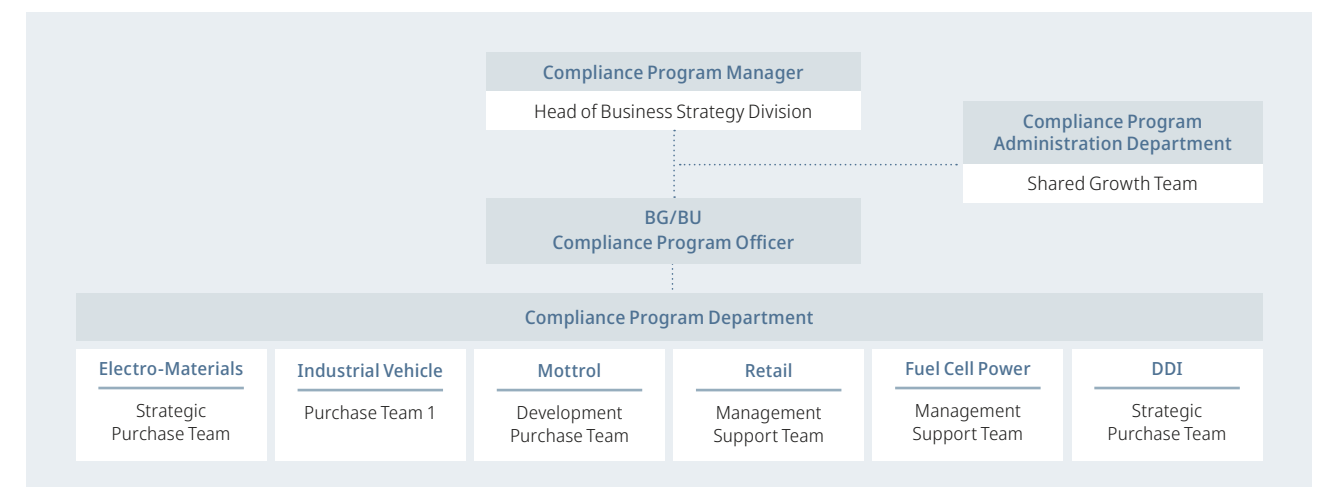 Compliance Program Manager
Head of Business Strategy Division
Compliance Program
Administration Department
Shared Growth Team
BG/BU
Compliance Program Officer
Compliance Program Department
Electro-Materials
Strategic
Purchase Team
Industrial Vehicle
Purchase Team 1
Mottrol
Development
Purchase Team
Retail
Management
Support Team
Fuel Cell Power
Management
Support Team
DDI
Strategic
Purchase Team